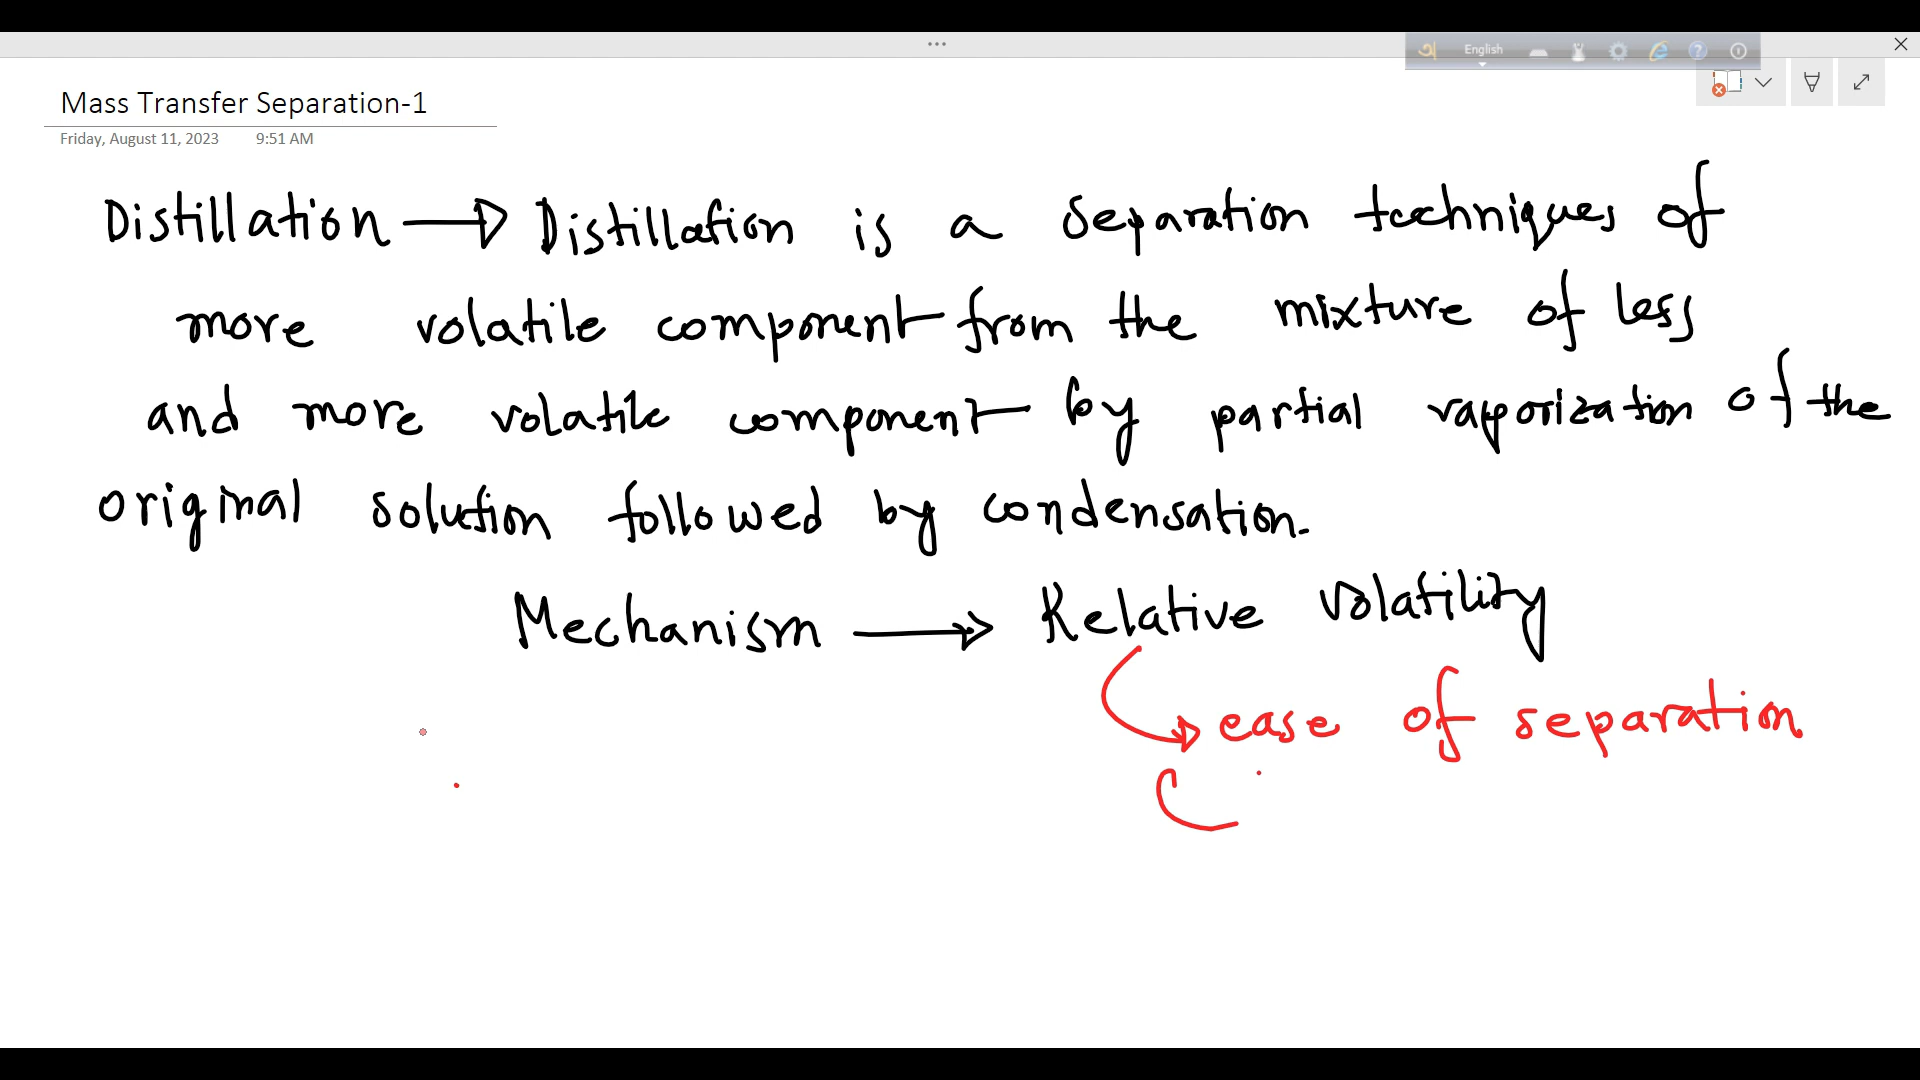 ...
English
Mass Transfer Separation-1
Friday, August 11, 2023 9:51 AM
Distillation → Distillation is a separation techniques of
more volatile component from the mixture of less
and more volatile component by partial vaporization of the
original solution followed by condensation.
Mechanism → Relative volatility
→ ease of separation